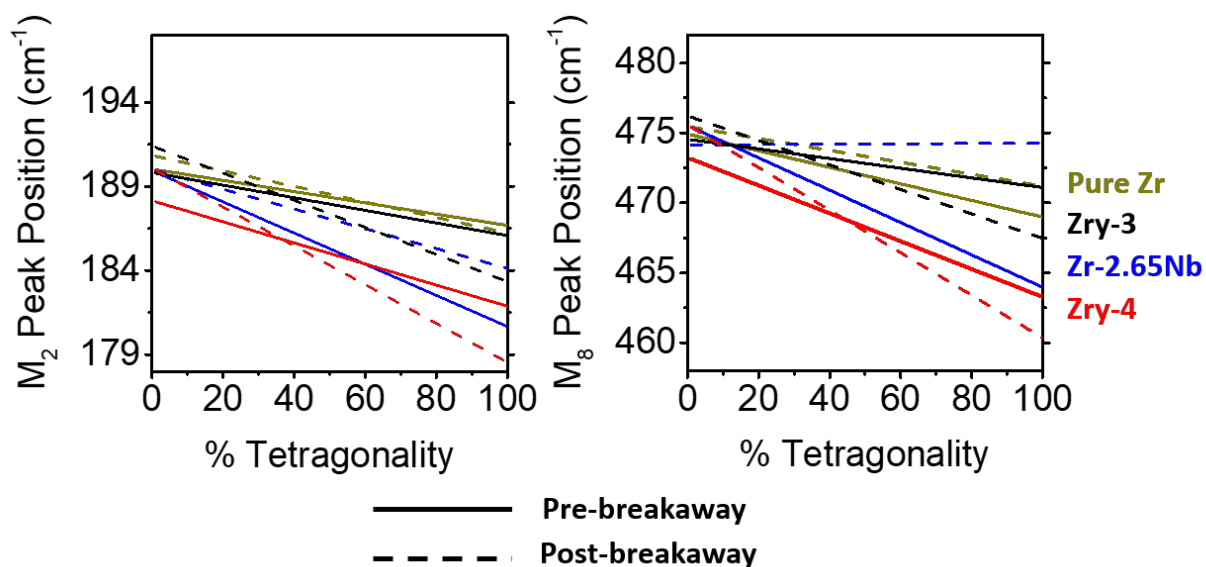 M₂ Peak Position (cm⁻¹)
194
189
184
179
0 20 40 60 80 100
% Tetragonality
M₈ Peak Position (cm⁻¹)
480
475
470
465
460
0 20 40 60 80 100
% Tetragonality
Pure Zr
Zry-3
Zr-2.65Nb
Zry-4
Pre-breakaway
Post-breakaway